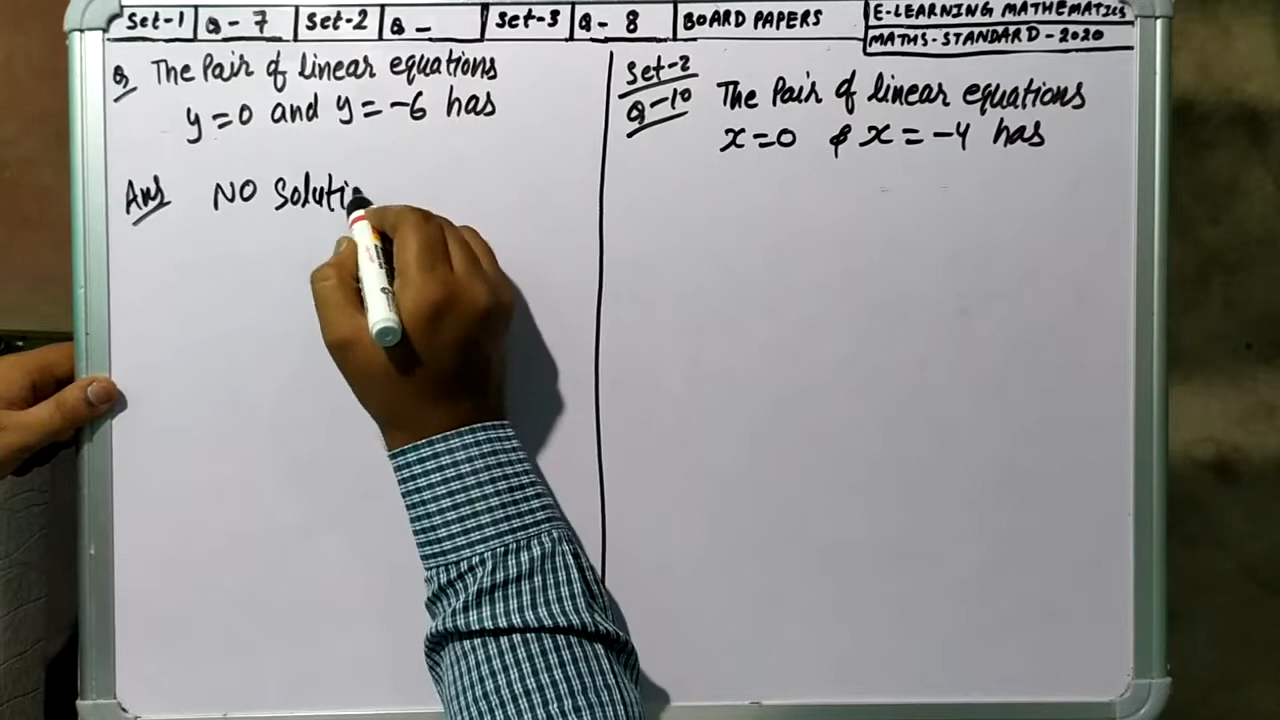 Set-1 Q-7 Set-2 Q- Set-3 Q-8 BOARD PAPERS E-LEARNING MATHEMATICS
MATHS-STANDARD-2020
Q The Pair of linear equations
y=0 and y=-6 has
Ans NO Soluti
Set-2
Q-10 The Pair of linear equations
x=0 & x=-4 has